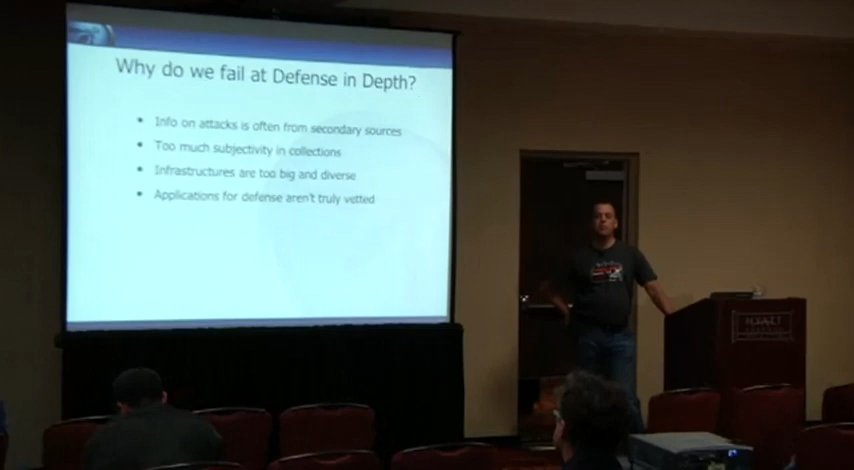 Why do we fail at Defense in Depth?
• Info on attacks is often from secondary sources
• Too much subjectivity in collections
• Infrastructures are too big and diverse
• Applications for defense aren't truly vetted
HYATT